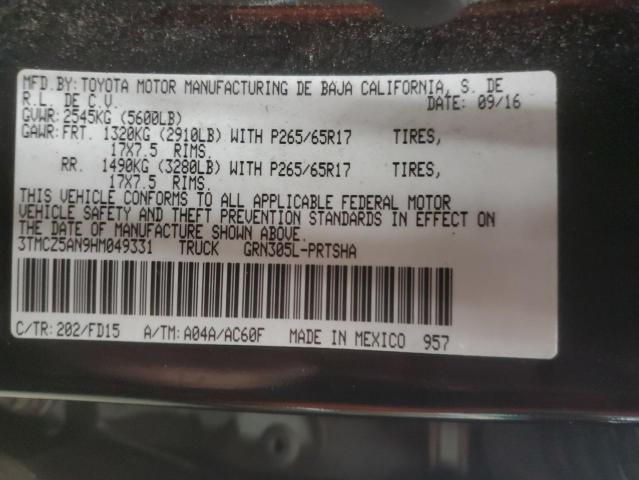 MFD.BY:TOYOTA MOTOR MANUFACTURING DE BAJA CALIFORNIA, S. DE
R.L. DE C.V. DATE: 09/16
GVWR:2545KG (5600LB)
GAWR:FRT. 1320KG (2910LB) WITH P265/65R17 TIRES,
17X7.5 RIMS.
RR. 1490KG (3280LB) WITH P265/65R17 TIRES,
17X7.5 RIMS.
THIS VEHICLE CONFORMS TO ALL APPLICABLE FEDERAL MOTOR
VEHICLE SAFETY AND THEFT PREVENTION STANDARDS IN EFFECT ON
THE DATE OF MANUFACTURE SHOWN ABOVE.
3TMCZ5AN9HM049331 TRUCK GRN305L-PRTSHA
C/TR:202/FD15 A/TM:A04A/AC60F MADE IN MEXICO 957